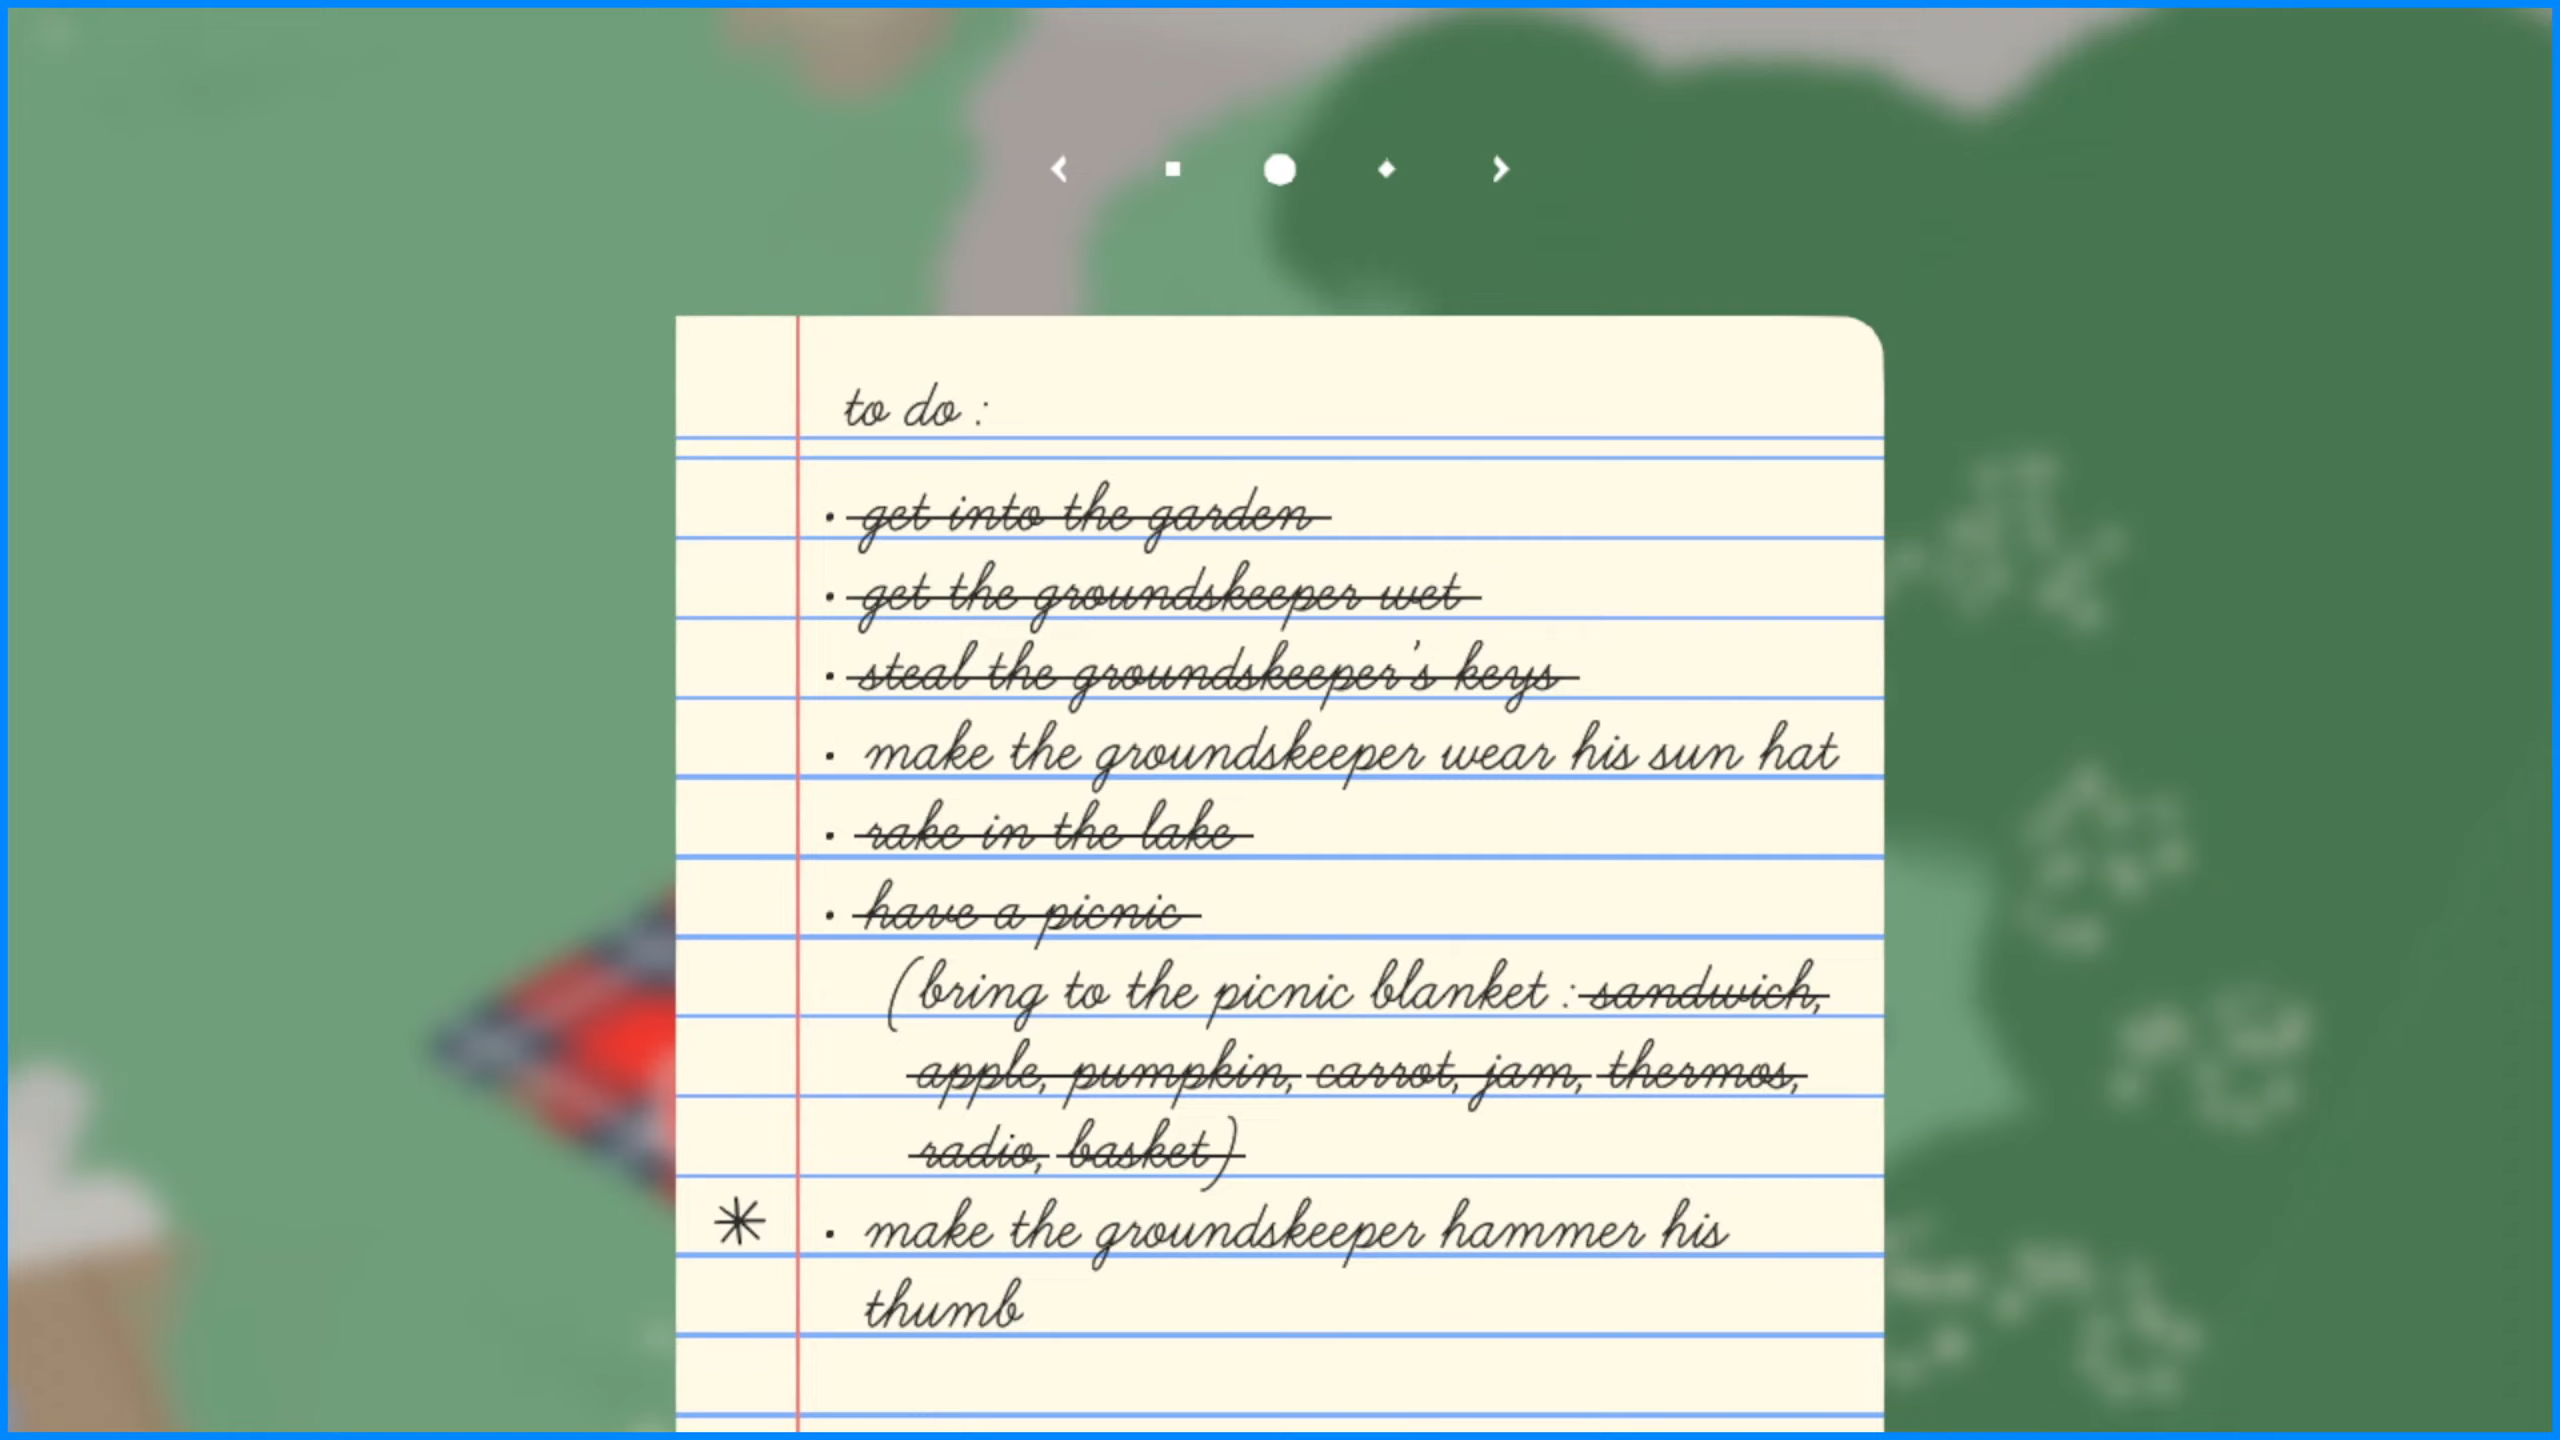 to do :
• get into the garden
• get the groundskeeper wet
• steal the groundskeeper's keys
• make the groundskeeper wear his sun hat
• rake in the lake
• have a picnic
(bring to the picnic blanket : sandwich,
apple, pumpkin, carrot, jam, thermos,
radio, basket)
* • make the groundskeeper hammer his
thumb